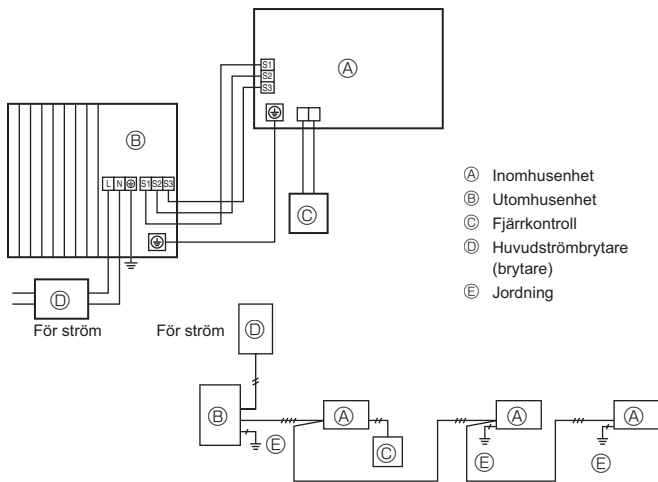 S1
S2
S3
Ⓐ
Ⓑ
L N S1 S2 S3
Ⓒ
Ⓓ
För ström
Ⓐ Inomhusenhet
Ⓑ Utomhusenhet
Ⓒ Fjärrkontroll
Ⓓ Huvudströmbrytare
(brytare)
Ⓔ Jordning
För ström
Ⓓ
Ⓑ
Ⓔ
Ⓐ
Ⓒ
Ⓐ
Ⓔ
Ⓐ
Ⓔ